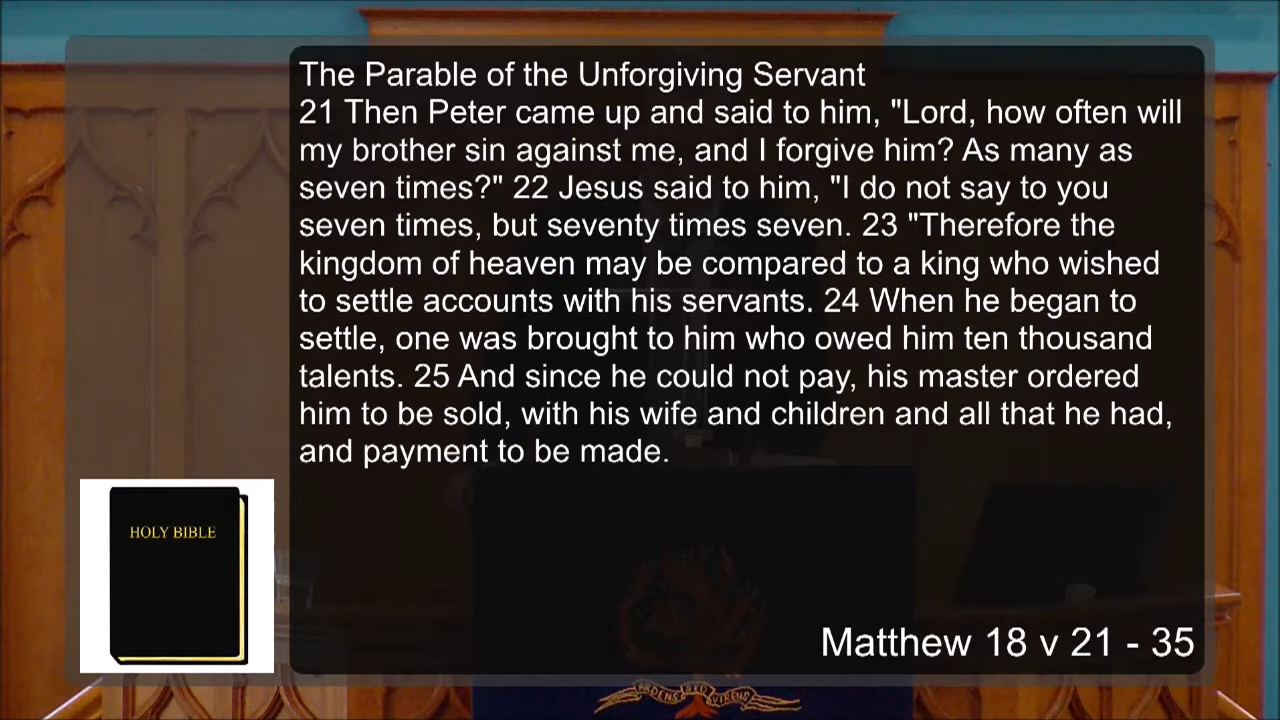 The Parable of the Unforgiving Servant
21 Then Peter came up and said to him, "Lord, how often will
my brother sin against me, and I forgive him? As many as
seven times?" 22 Jesus said to him, "I do not say to you
seven times, but seventy times seven. 23 "Therefore the
kingdom of heaven may be compared to a king who wished
to settle accounts with his servants. 24 When he began to
settle, one was brought to him who owed him ten thousand
talents. 25 And since he could not pay, his master ordered
him to be sold, with his wife and children and all that he had,
and payment to be made.
HOLY BIBLE
Matthew 18 v 21 - 35
ARDENS SED VIRENS